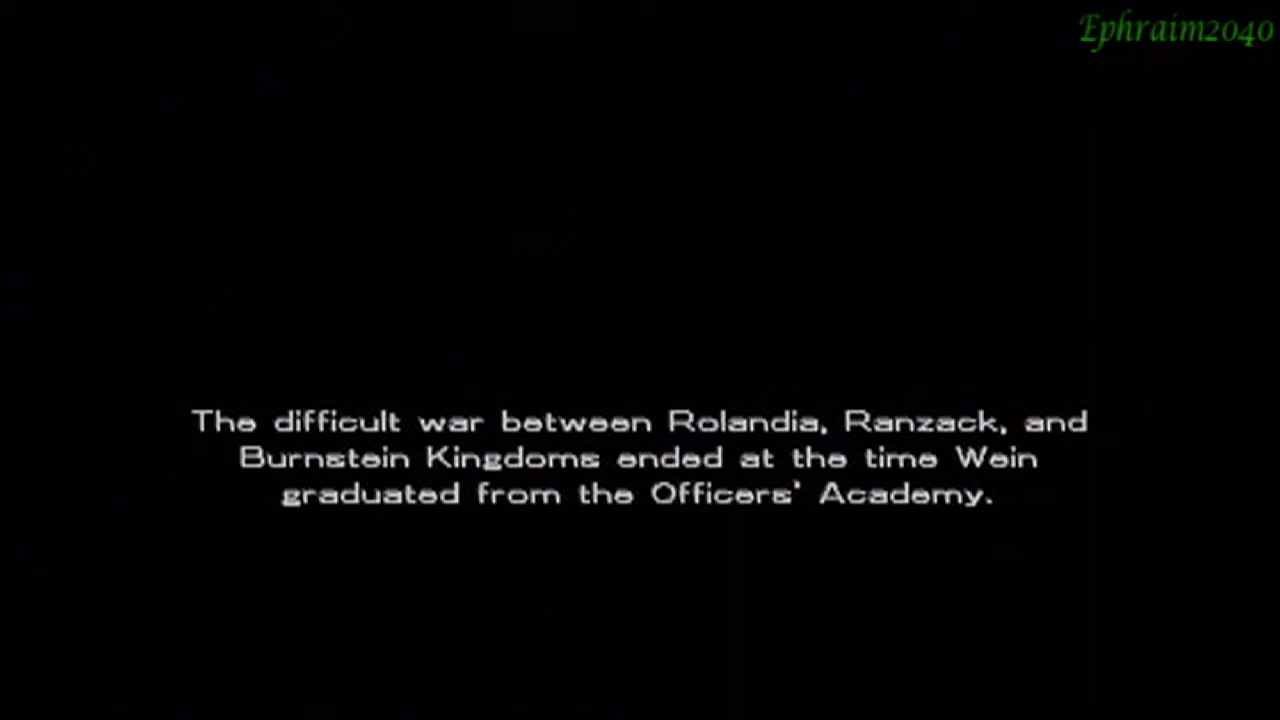 Ephraim2040
The difficult war between Rolandia, Ranzack, and
Burnstein Kingdoms ended at the time Wein
graduated from the Officers' Academy.